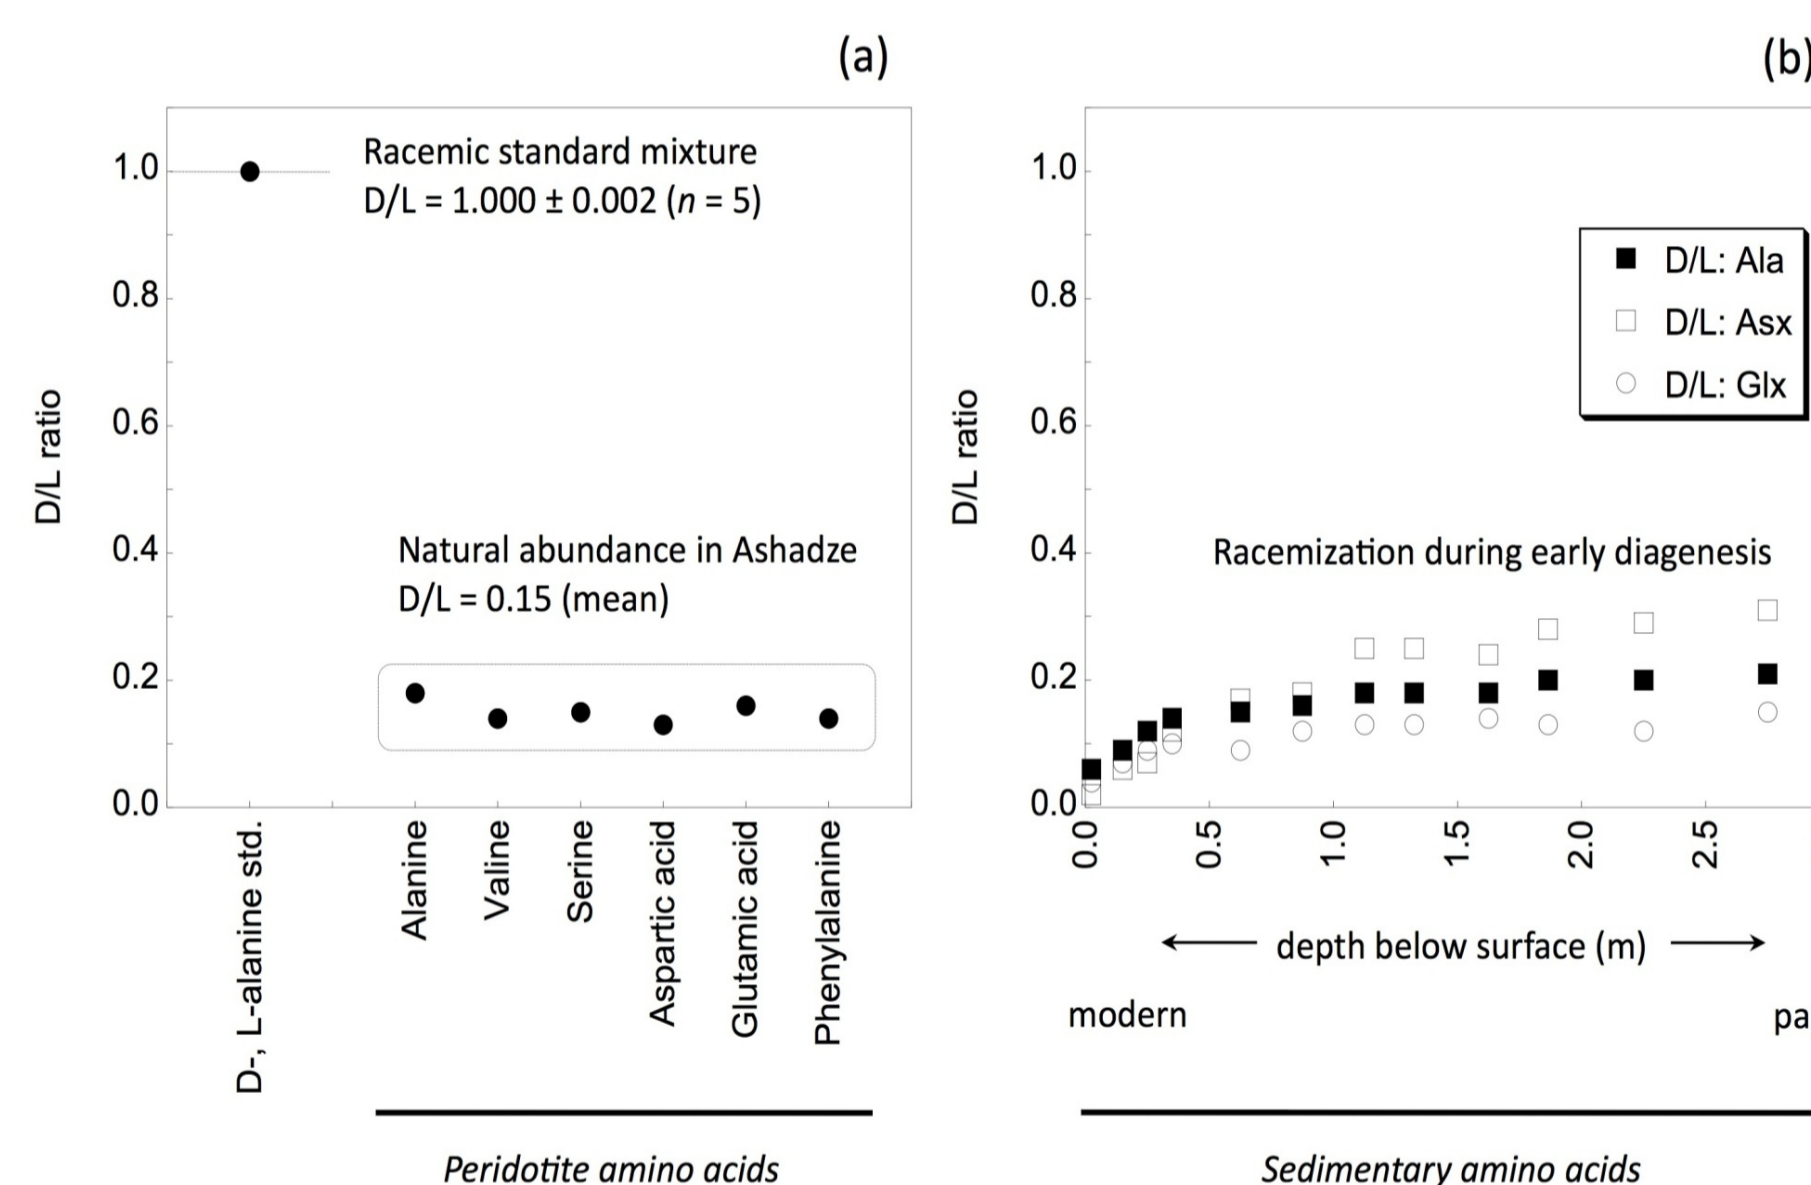 (a)
1.0
0.8
0.6
0.4
0.2
0.0
D/L ratio
Racemic standard mixture
D/L = 1.000 ± 0.002 (n = 5)
Natural abundance in Ashadze
D/L = 0.15 (mean)
D-, L-alanine std.
Alanine
Valine
Serine
Aspartic acid
Glutamic acid
Phenylalanine
Peridotite amino acids
(b)
1.0
0.8
0.6
0.4
0.2
0.0
D/L ratio
D/L: Ala
D/L: Asx
D/L: Glx
Racemization during early diagenesis
0.0
0.5
1.0
1.5
2.0
2.5
depth below surface (m)
modern
pa
Sedimentary amino acids